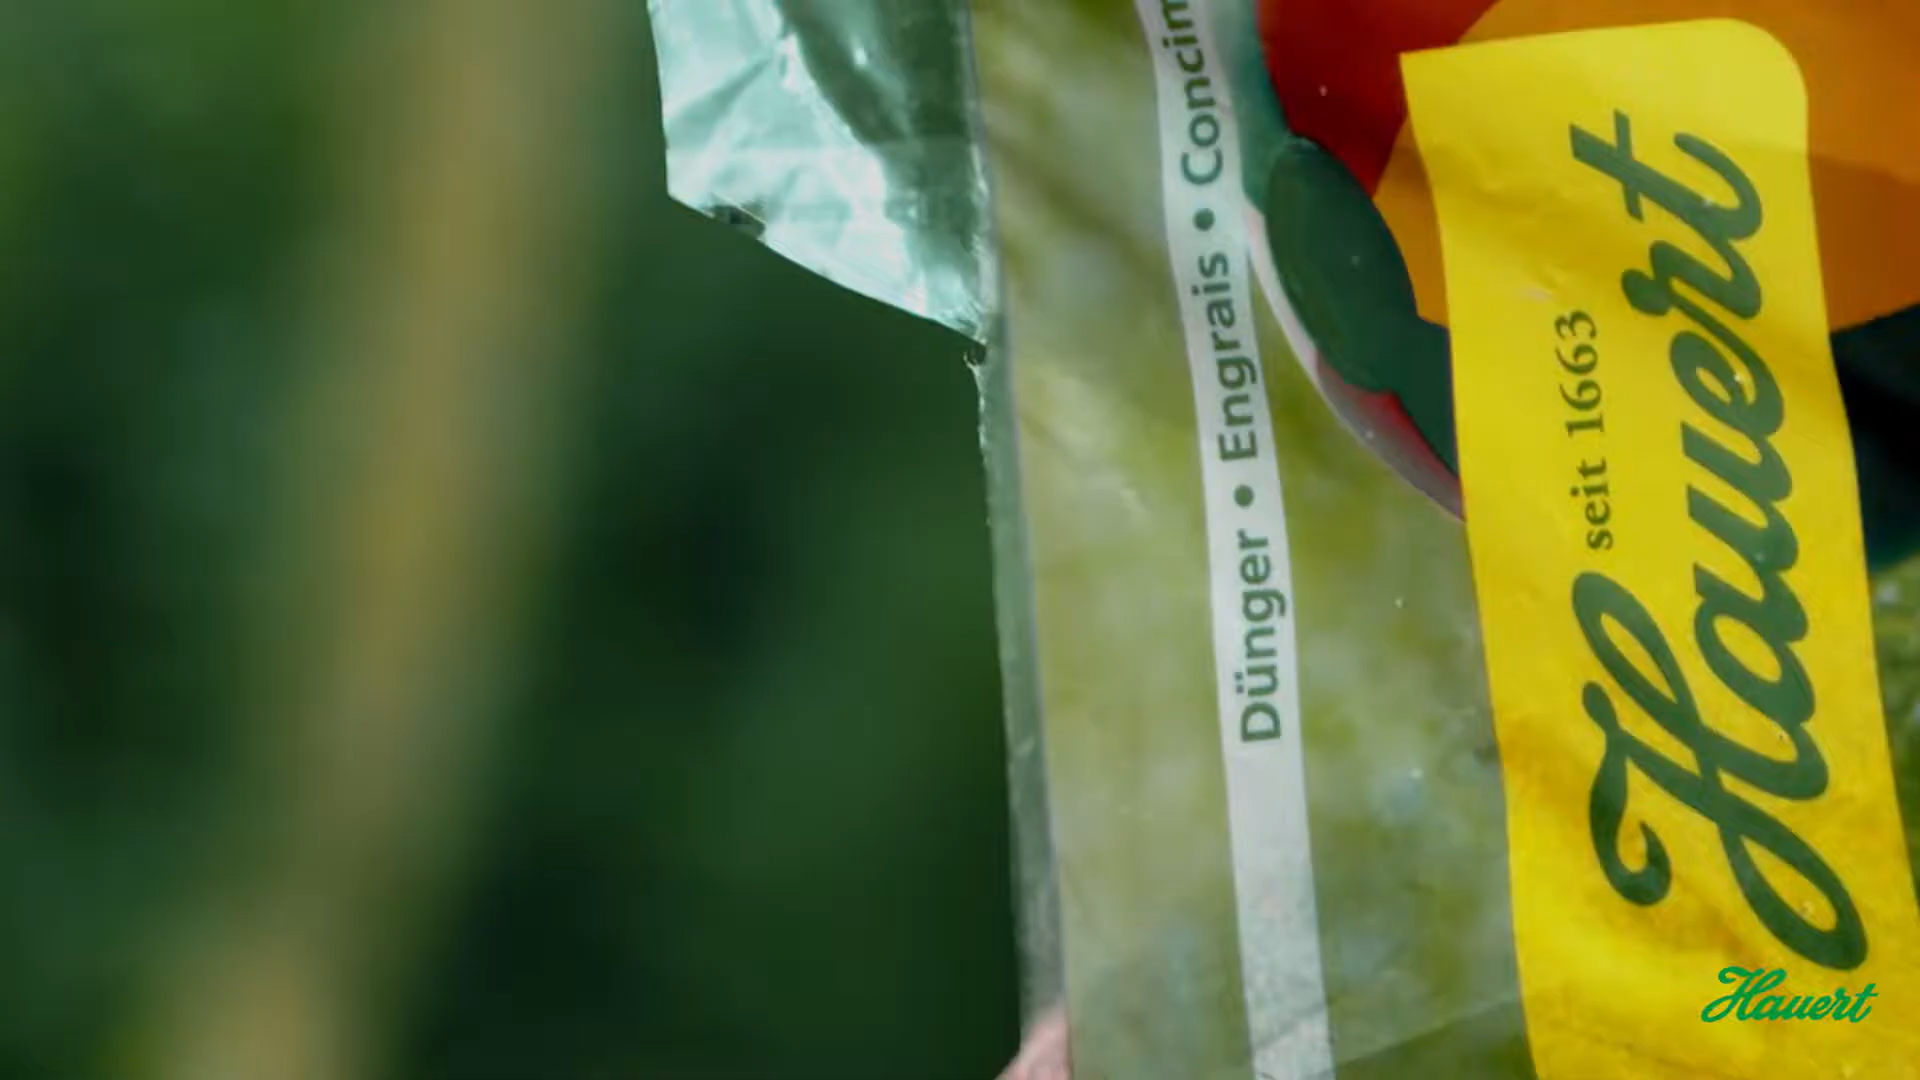 Dünger • Engrais • Concim
seit 1663
Hauert
Hauert